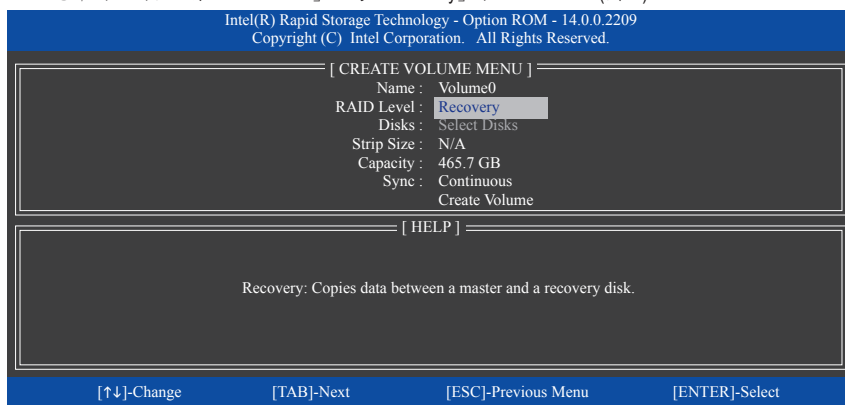 Intel(R) Rapid Storage Technology - Option ROM - 14.0.0.2209
Copyright (C) Intel Corporation. All Rights Reserved.
[ CREATE VOLUME MENU ]
Name : Volume0
RAID Level : Recovery
Disks : Select Disks
Strip Size : N/A
Capacity : 465.7 GB
Sync : Continuous
Create Volume
[ HELP ]
Recovery: Copies data between a master and a recovery disk.
[↑↓]-Change [TAB]-Next [ESC]-Previous Menu [ENTER]-Select